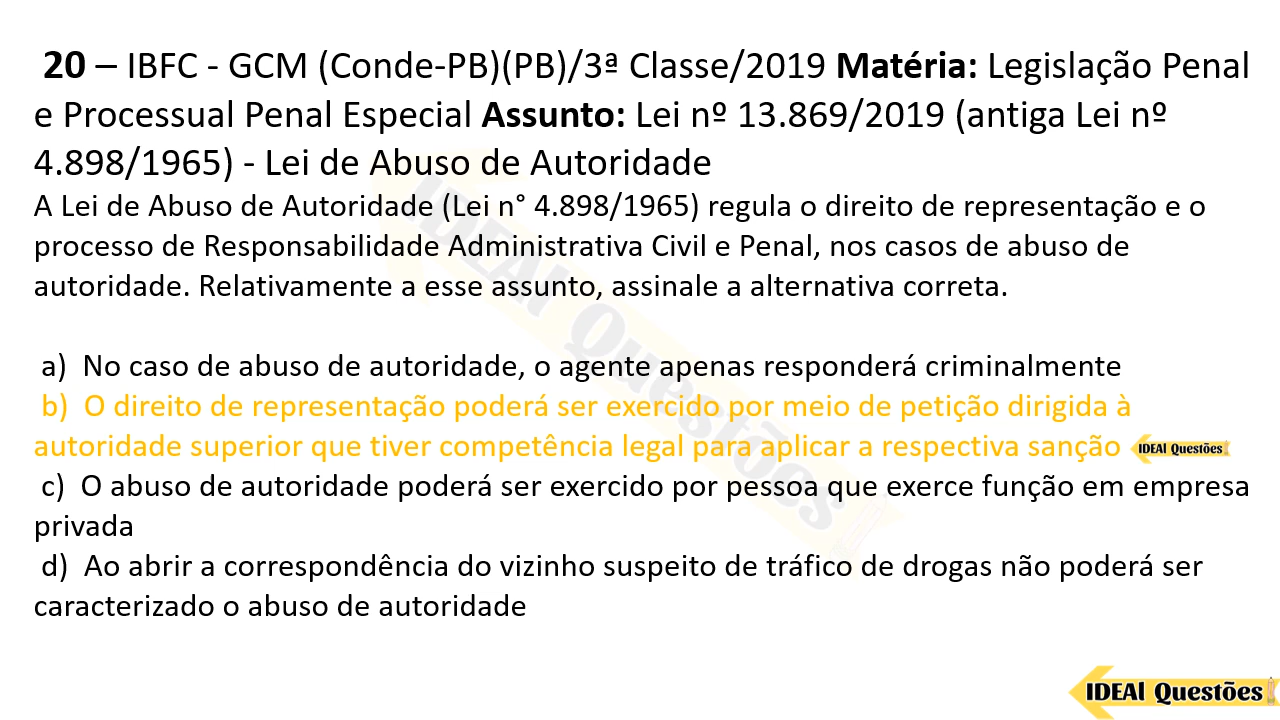 20 – IBFC - GCM (Conde-PB)(PB)/3ª Classe/2019 Matéria: Legislação Penal
e Processual Penal Especial Assunto: Lei nº 13.869/2019 (antiga Lei nº
4.898/1965) - Lei de Abuso de Autoridade
A Lei de Abuso de Autoridade (Lei n° 4.898/1965) regula o direito de representação e o
processo de Responsabilidade Administrativa Civil e Penal, nos casos de abuso de
autoridade. Relativamente a esse assunto, assinale a alternativa correta.
a) No caso de abuso de autoridade, o agente apenas responderá criminalmente
b) O direito de representação poderá ser exercido por meio de petição dirigida à
autoridade superior que tiver competência legal para aplicar a respectiva sanção IDEAl Questões
c) O abuso de autoridade poderá ser exercido por pessoa que exerce função em empresa
privada
d) Ao abrir a correspondência do vizinho suspeito de tráfico de drogas não poderá ser
caracterizado o abuso de autoridade
IDEAl Questões
IDEAl Questões